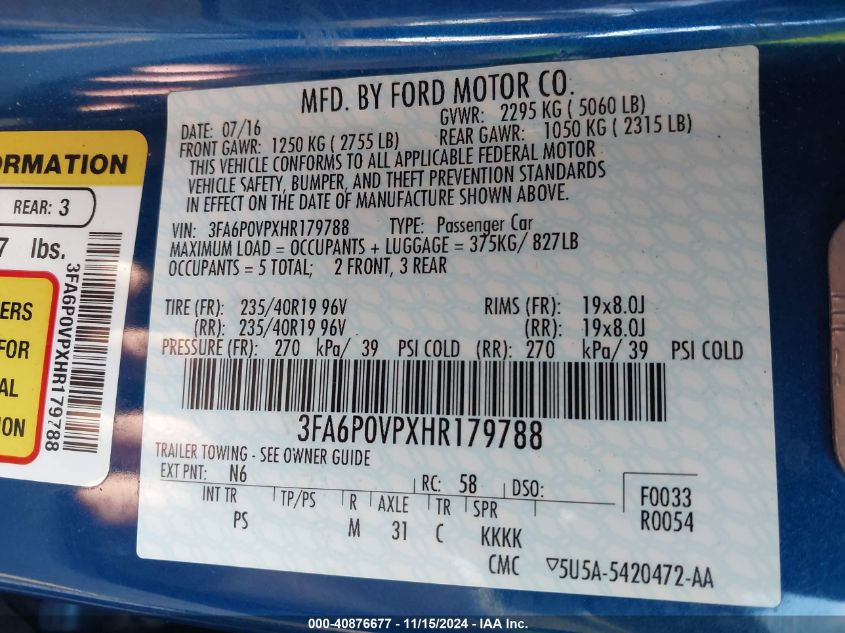 MFD. BY FORD MOTOR CO.
DATE: 07/16 GVWR: 2295 KG ( 5060 LB)
FRONT GAWR: 1250 KG ( 2755 LB) REAR GAWR: 1050 KG ( 2315 LB)
THIS VEHICLE CONFORMS TO ALL APPLICABLE FEDERAL MOTOR
VEHICLE SAFETY, BUMPER, AND THEFT PREVENTION STANDARDS
IN EFFECT ON THE DATE OF MANUFACTURE SHOWN ABOVE.
VIN: 3FA6P0VPXHR179788 TYPE: Passenger Car
MAXIMUM LOAD = OCCUPANTS + LUGGAGE = 375KG/ 827LB
OCCUPANTS = 5 TOTAL; 2 FRONT, 3 REAR
TIRE (FR): 235/40R19 96V RIMS (FR): 19x8.0J
(RR): 235/40R19 96V (RR): 19x8.0J
PRESSURE (FR): 270 kPa/ 39 PSI COLD (RR): 270 kPa/ 39 PSI COLD
3FA6P0VPXHR179788
TRAILER TOWING - SEE OWNER GUIDE
EXT PNT: N6 RC: 58 DSO:
INT TR TP/PS R AXLE TR SPR
PS M 31 C KKKK
F0033
R0054
CMC ▽5U5A-5420472-AA
ORMATION
REAR: 3
7 lbs.
ERS
FOR
AL
ION
3FA6P0VPXHR179788
000-40876677 - 11/15/2024 - IAA Inc.